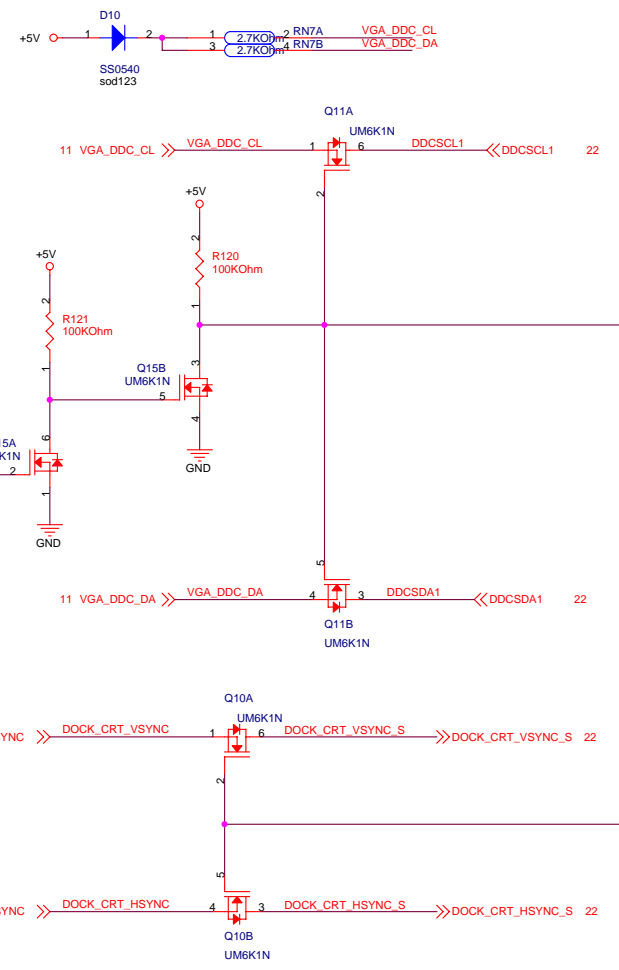 D10
+5V 1 2 1 2.7KOhm 2 RN7A VGA_DDC_CL
3 2.7KOhm 4 RN7B VGA_DDC_DA
SS0540
sod123
Q11A
UM6K1N
11 VGA_DDC_CL VGA_DDC_CL 1 6 DDCSCL1 DDCSCL1 22
2
+5V
2
R120
100KOhm
1
+5V
2
R121
100KOhm
1
Q15B
UM6K1N
3
5
4
GND
5A
K1N
6
2
1
GND
5
11 VGA_DDC_DA VGA_DDC_DA 4 3 DDCSDA1 DDCSDA1 22
Q11B
UM6K1N
Q10A
UM6K1N
YNC DOCK_CRT_VSYNC 1 6 DOCK_CRT_VSYNC_S DOCK_CRT_VSYNC_S 22
2
5
YNC DOCK_CRT_HSYNC 4 3 DOCK_CRT_HSYNC_S DOCK_CRT_HSYNC_S 22
Q10B
UM6K1N